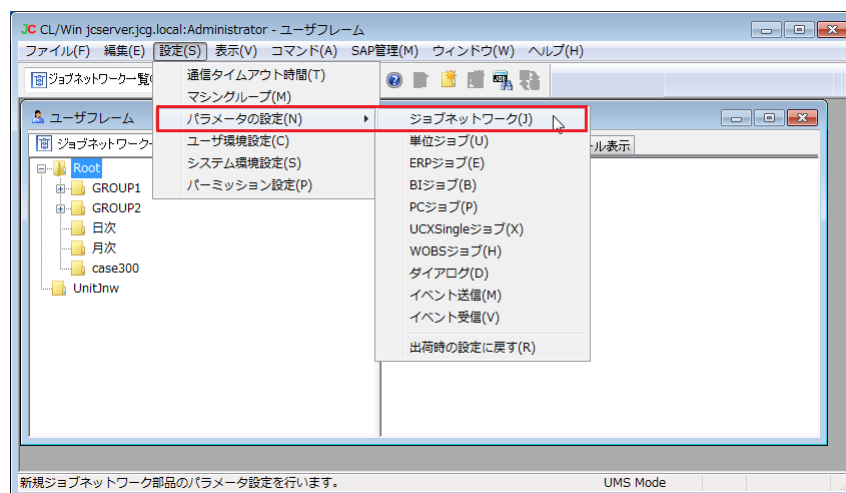 JC CL/Win jcserver.jcg.local:Administrator - ユーザフレーム
ファイル(F) 編集(E) 設定(S) 表示(V) コマンド(A) SAP管理(M) ウィンドウ(W) ヘルプ(H)
ジョブネットワーク一覧
通信タイムアウト時間(T)
マシングループ(M)
パラメータの設定(N)
ユーザ環境設定(C)
システム環境設定(S)
パーミッション設定(P)
ジョブネットワーク(J)
単位ジョブ(U)
ERPジョブ(E)
BIジョブ(B)
PCジョブ(P)
UCXSingleジョブ(X)
WOBSジョブ(H)
ダイアログ(D)
イベント送信(M)
イベント受信(V)
出荷時の設定に戻す(R)
ユーザフレーム
ジョブネットワーク
ール表示
Root
GROUP1
GROUP2
日次
月次
case300
UnitJnw
新規ジョブネットワーク部品のパラメータ設定を行います。 UMS Mode